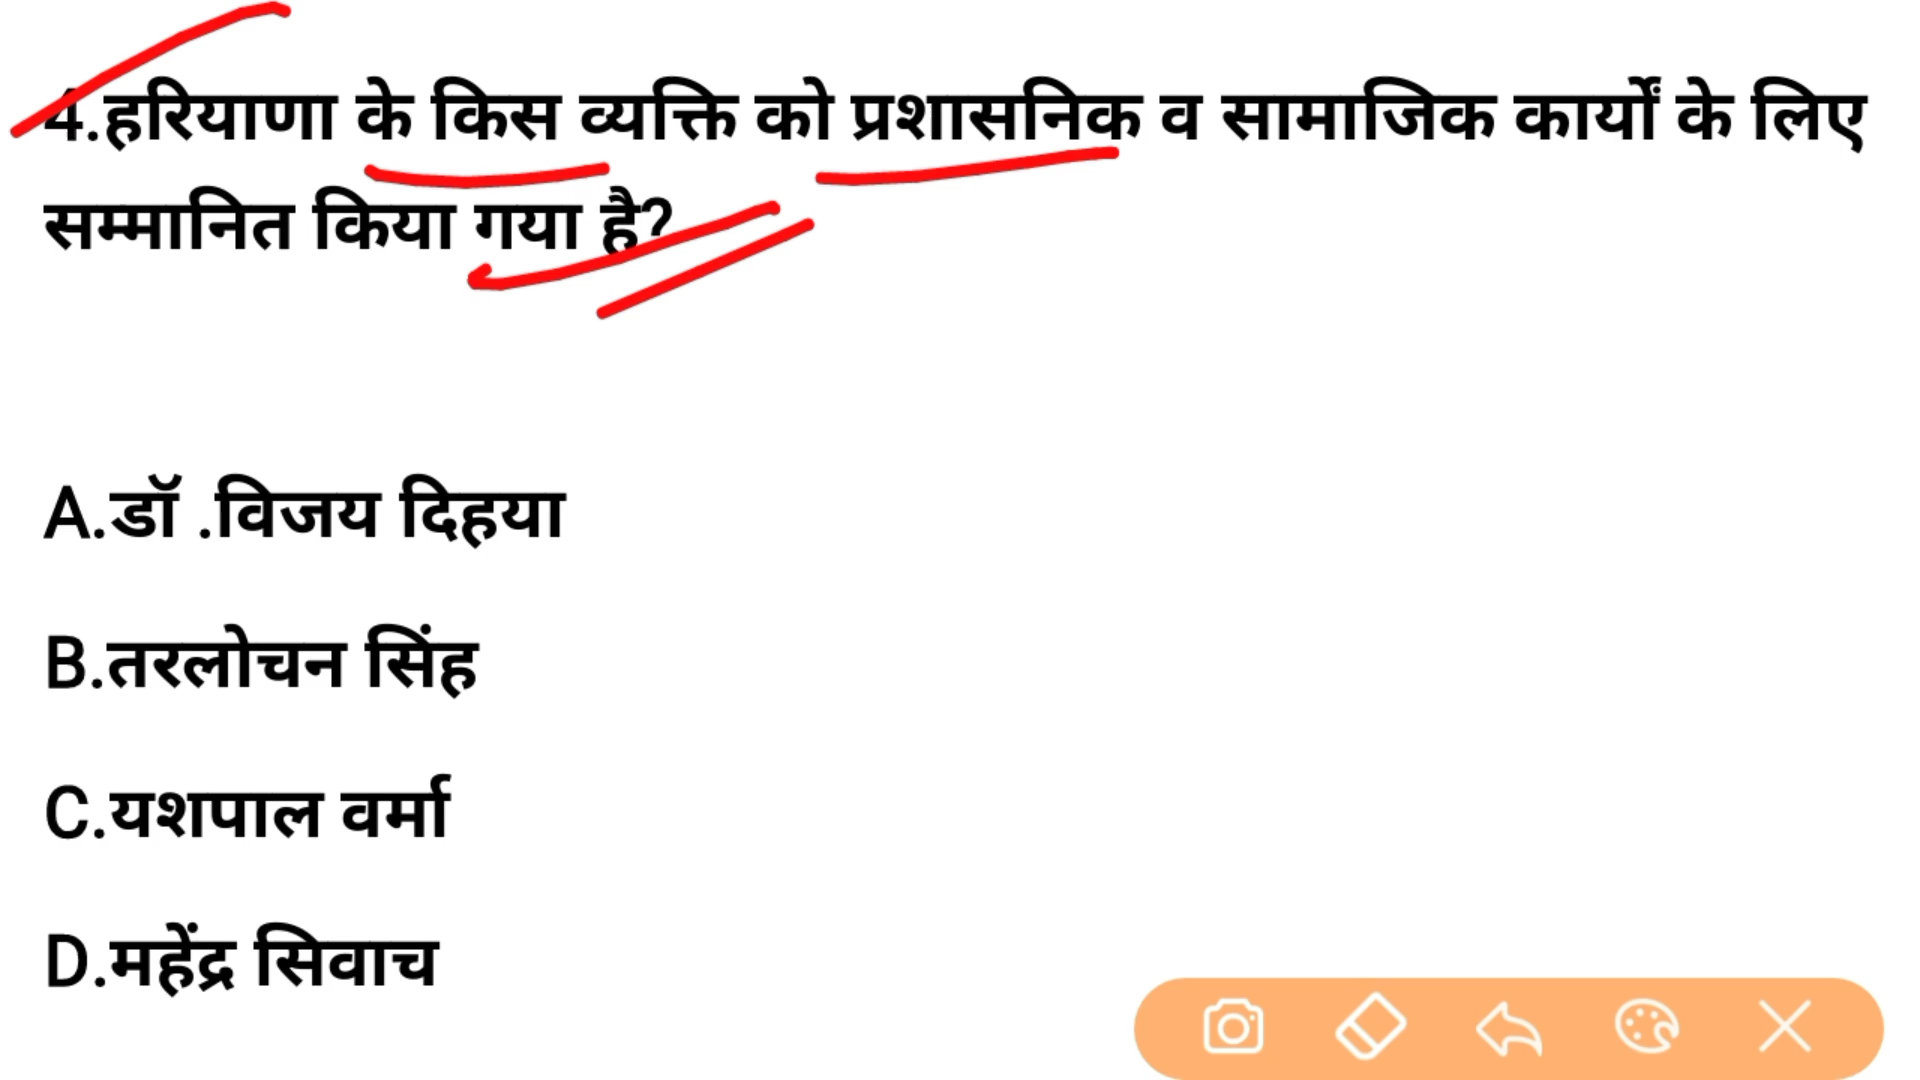 4.हरियाणा के किस व्यक्ति को प्रशासनिक व सामाजिक कार्यों के लिए
सम्मानित किया गया है?
A.डॉ .विजय दिहया
B.तरलोचन सिंह
C.यशपाल वर्मा
D.महेंद्र सिवाच